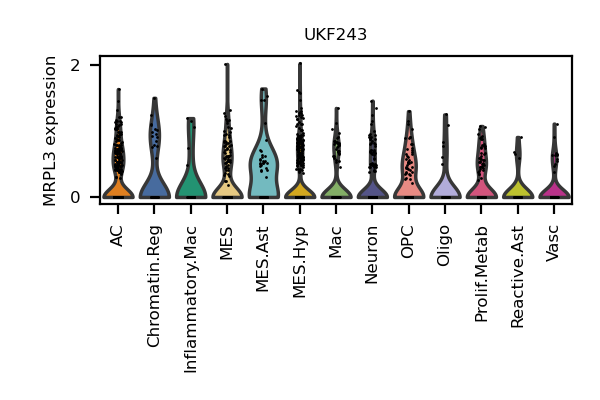 UKF243
MRPL3 expression
2
0
AC
Chromatin.Reg
Inflammatory.Mac
MES
MES.Ast
MES.Hyp
Mac
Neuron
OPC
Oligo
Prolif.Metab
Reactive.Ast
Vasc